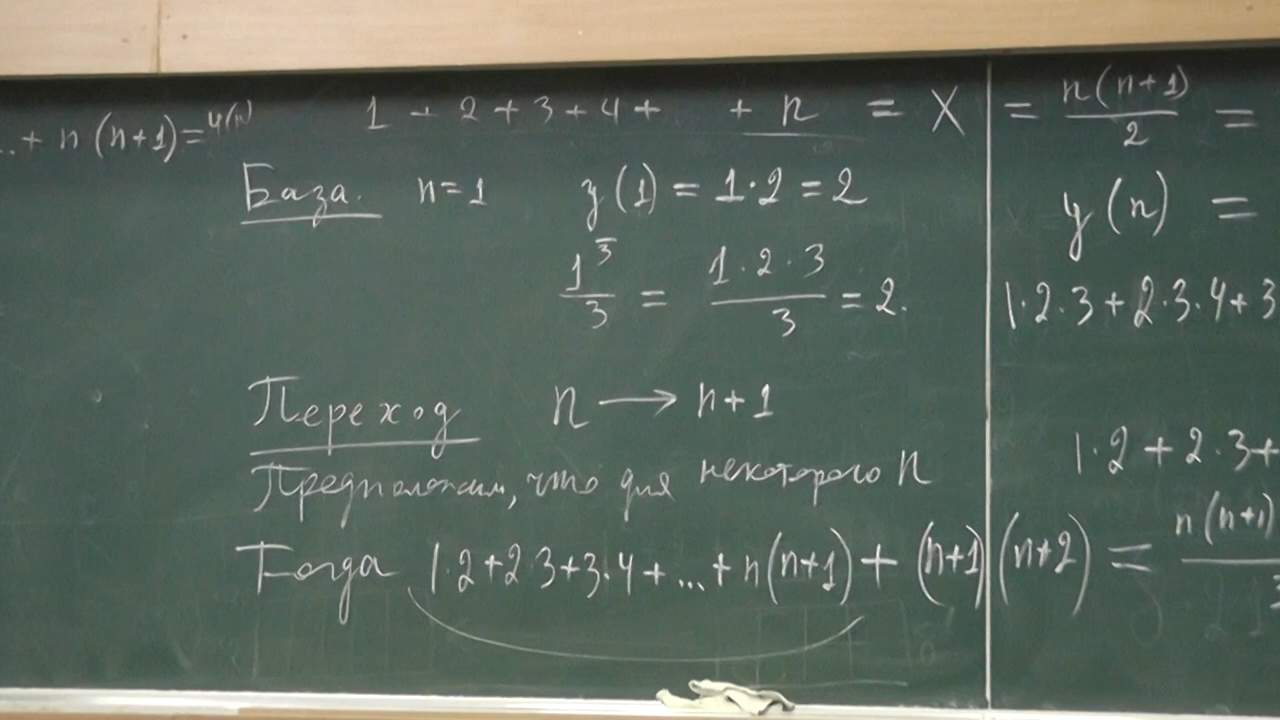 ..+ n(n+1)=y(n)
1 + 2 + 3 + 4 + + n = X = n(n+1)/2 =
База. n=1 y(1) = 1·2 = 2
y(n) =
1^3/3 = 1·2·3/3 = 2.
1·2·3+2·3·4+3
Переход n → n+1
1·2+2·3+
Предположим, что для некоторого n
Тогда 1·2+2·3+3·4+...+n(n+1)+(n+1)(n+2) = n(n+1)